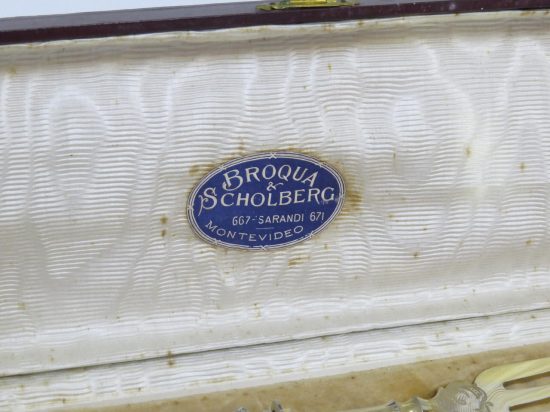 BROQUA
&
SCHOLBERG
667-SARANDI 671
MONTEVIDEO